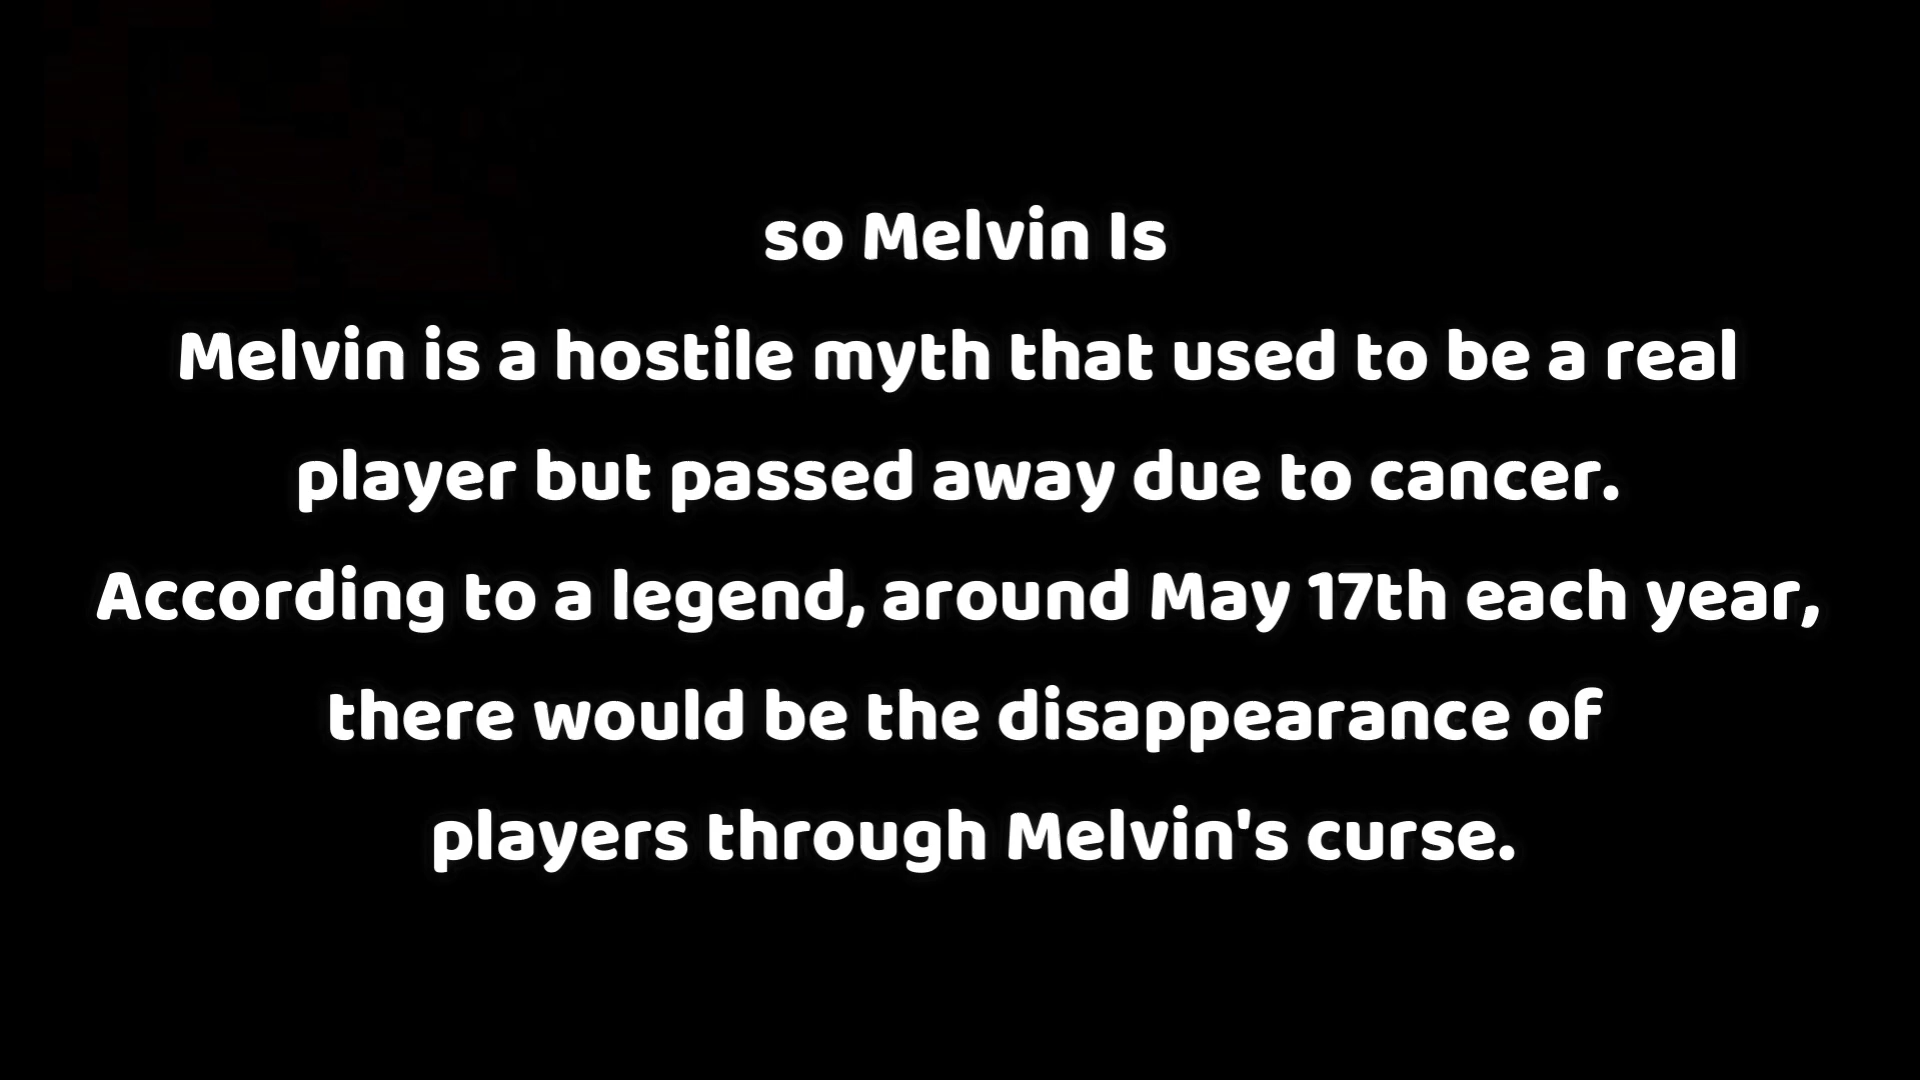 so Melvin Is
Melvin is a hostile myth that used to be a real
player but passed away due to cancer.
According to a legend, around May 17th each year,
there would be the disappearance of
players through Melvin's curse.